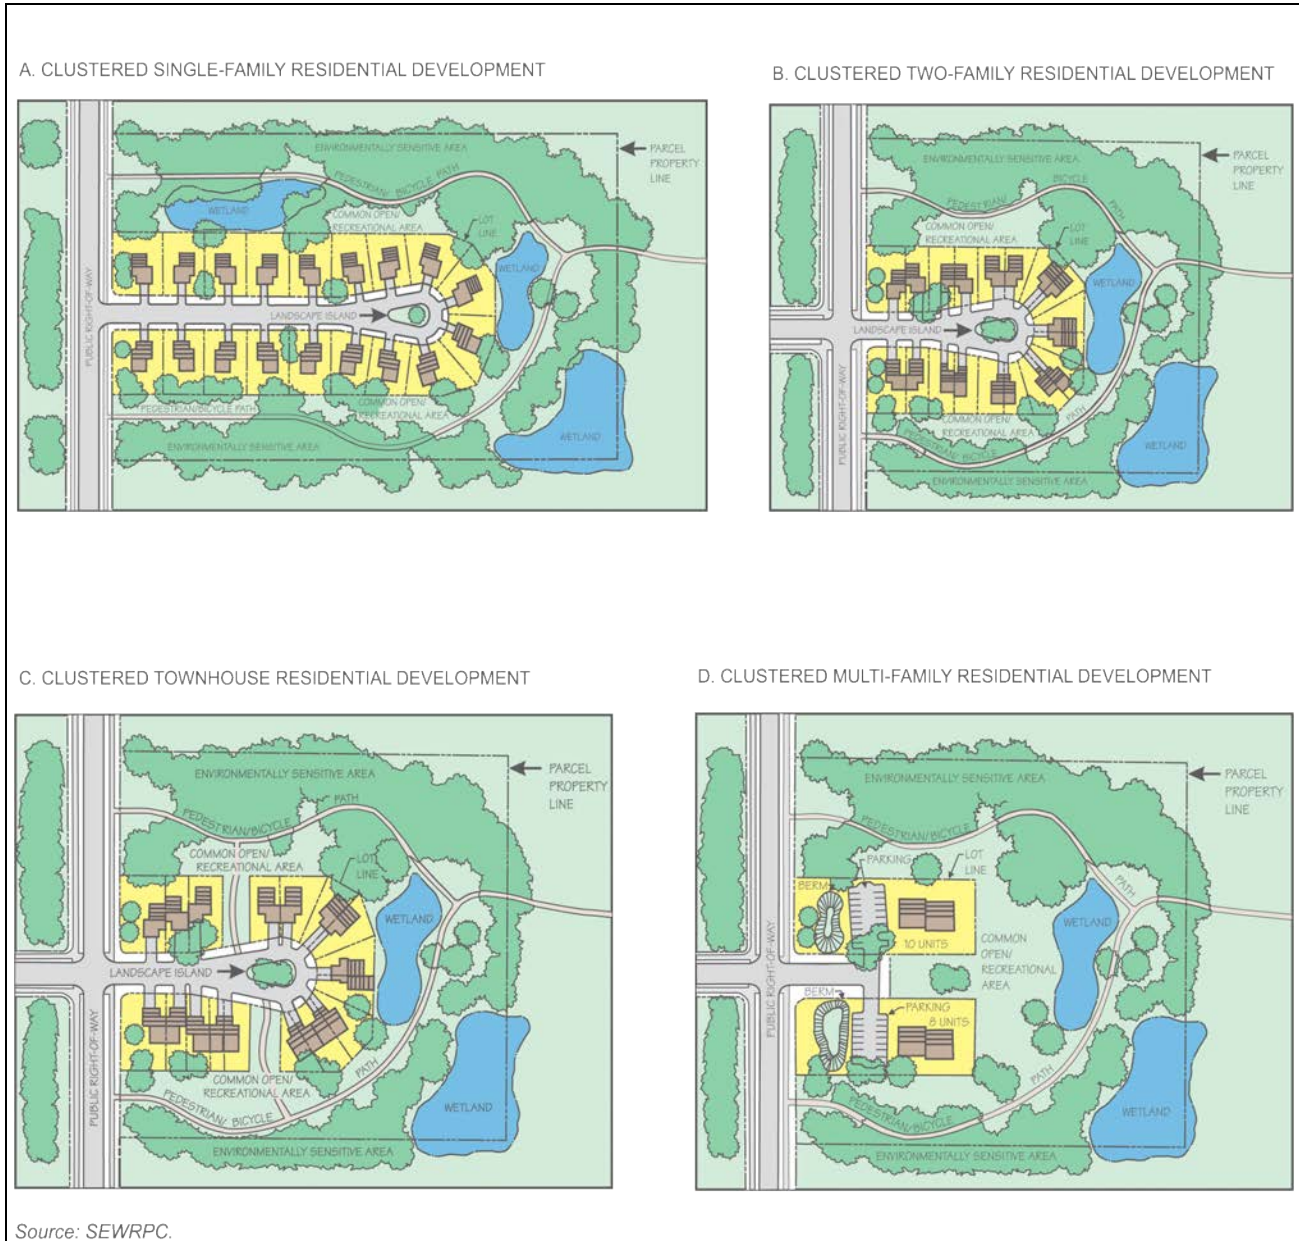 A. CLUSTERED SINGLE-FAMILY RESIDENTIAL DEVELOPMENT
ENVIRONMENTALLY SENSITIVE AREA
PARCEL
PROPERTY
LINE
PEDESTRIAN/ BICYCLE PATH
WETLAND
COMMON OPEN/
RECREATIONAL AREA
LOT
LINE
WETLAND
PUBLIC RIGHT-OF-WAY
LANDSCAPE ISLAND
PEDESTRIAN/BICYCLE PATH
COMMON OPEN/
RECREATIONAL AREA
ENVIRONMENTALLY SENSITIVE AREA
WETLAND
B. CLUSTERED TWO-FAMILY RESIDENTIAL DEVELOPMENT
ENVIRONMENTALLY SENSITIVE AREA
PARCEL
PROPERTY
LINE
PEDESTRIAN/ BICYCLE PATH
COMMON OPEN/
RECREATIONAL AREA
LOT
LINE
WETLAND
LANDSCAPE ISLAND
PUBLIC RIGHT-OF-WAY
COMMON OPEN/
RECREATIONAL AREA
PEDESTRIAN/ BICYCLE PATH
WETLAND
ENVIRONMENTALLY SENSITIVE AREA
C. CLUSTERED TOWNHOUSE RESIDENTIAL DEVELOPMENT
ENVIRONMENTALLY SENSITIVE AREA
PARCEL
PROPERTY
LINE
PEDESTRIAN/BICYCLE PATH
COMMON OPEN/
RECREATIONAL AREA
LOT
LINE
WETLAND
LANDSCAPE ISLAND
PUBLIC RIGHT-OF-WAY
COMMON OPEN/
RECREATIONAL AREA
PEDESTRIAN/ BICYCLE PATH
WETLAND
ENVIRONMENTALLY SENSITIVE AREA
D. CLUSTERED MULTI-FAMILY RESIDENTIAL DEVELOPMENT
ENVIRONMENTALLY SENSITIVE AREA
PARCEL
PROPERTY
LINE
PEDESTRIAN/BICYCLE PATH
PARKING
LOT
LINE
BERM
WETLAND
10 UNITS
COMMON
OPEN/
RECREATIONAL
AREA
PUBLIC RIGHT-OF-WAY
BERM
PARKING
8 UNITS
PEDESTRIAN/BICYCLE PATH
WETLAND
ENVIRONMENTALLY SENSITIVE AREA
Source: SEWRPC.